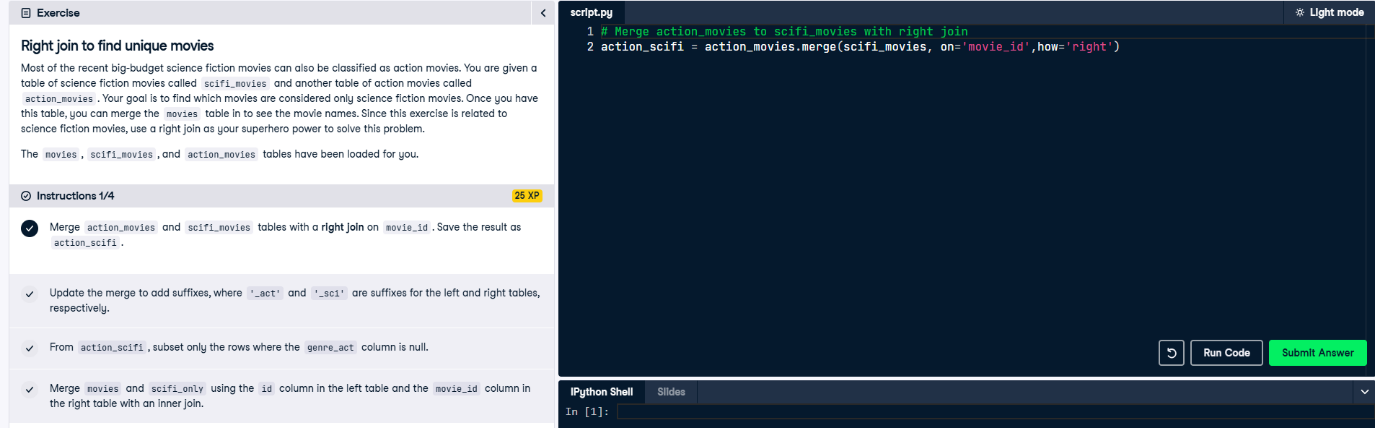 Exercise
Right join to find unique movies
Most of the recent big-budget science fiction movies can also be classified as action movies. You are given a
table of science fiction movies called scifi_movies and another table of action movies called
action_movies . Your goal is to find which movies are considered only science fiction movies. Once you have
this table, you can merge the movies table in to see the movie names. Since this exercise is related to
science fiction movies, use a right join as your superhero power to solve this problem.
The movies , scifi_movies , and action_movies tables have been loaded for you.
Instructions 1/4
25 XP
Merge action_movies and scifi_movies tables with a right join on movie_id . Save the result as
action_scifi .
Update the merge to add suffixes, where '_act' and '_sci' are suffixes for the left and right tables,
respectively.
From action_scifi , subset only the rows where the genre_act column is null.
Merge movies and scifi_only using the id column in the left table and the movie_id column in
the right table with an inner join.
script.py
Light mode
1 # Merge action_movies to scifi_movies with right join
2 action_scifi = action_movies.merge(scifi_movies, on='movie_id',how='right')
Run Code
Submit Answer
IPython Shell
Slides
In [1]: